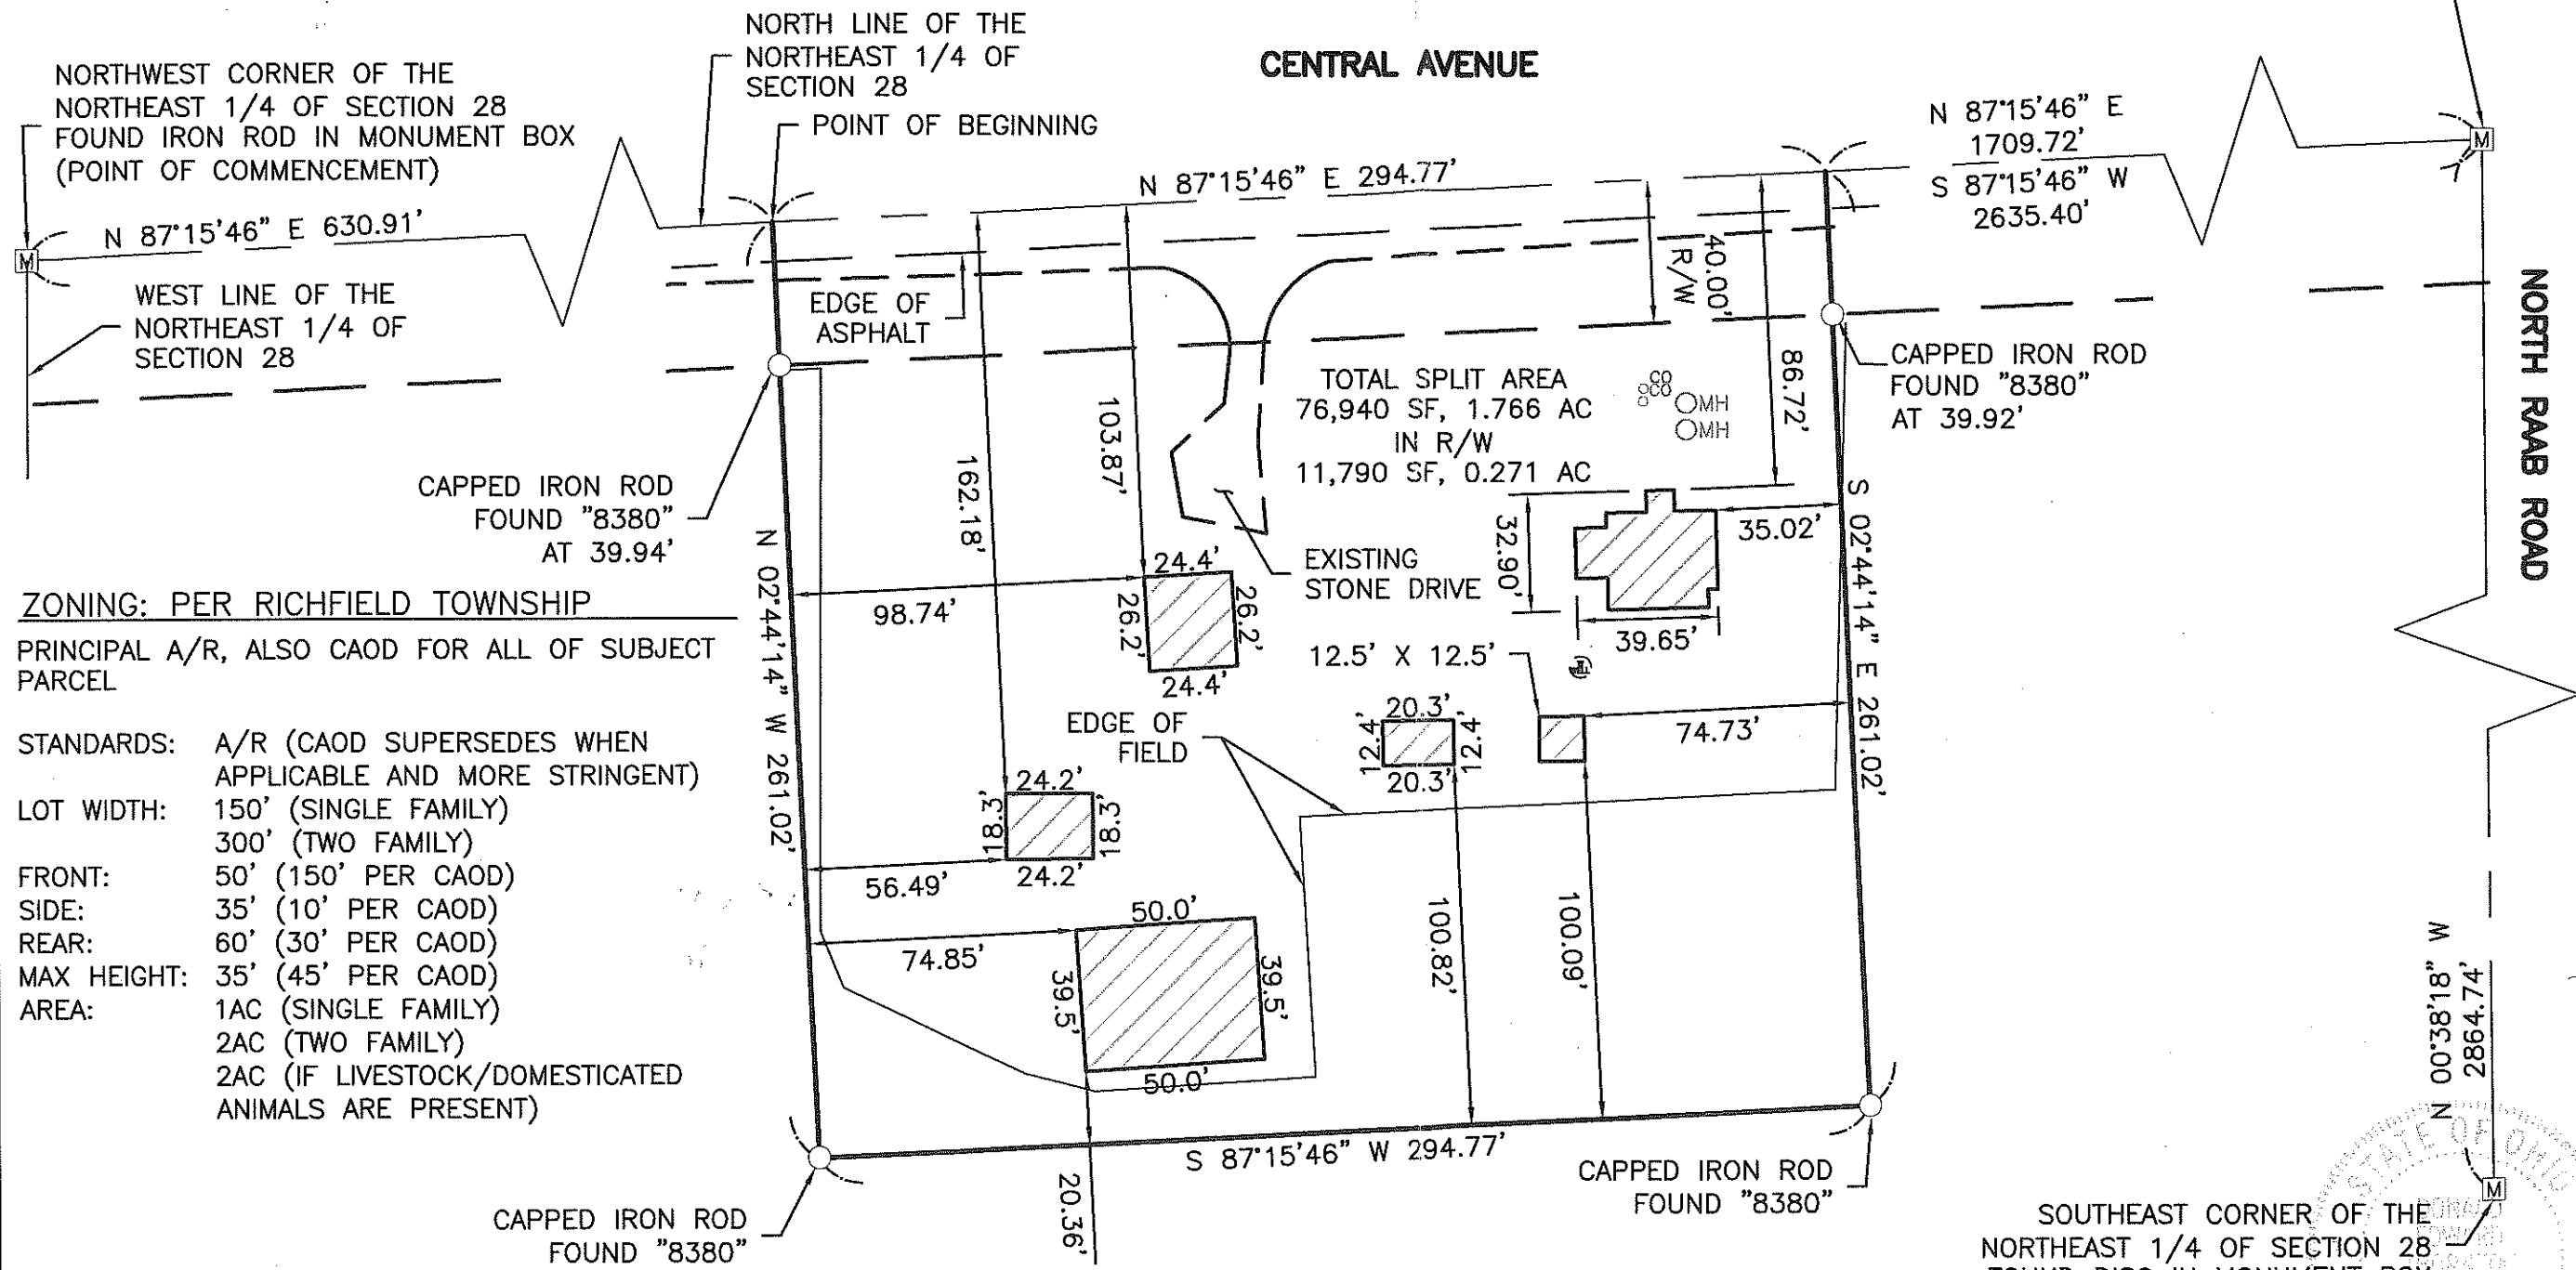 NORTH LINE OF THE
NORTHEAST 1/4 OF
SECTION 28
CENTRAL AVENUE
NORTHWEST CORNER OF THE
NORTHEAST 1/4 OF SECTION 28
FOUND IRON ROD IN MONUMENT BOX
(POINT OF COMMENCEMENT)
POINT OF BEGINNING
N 87°15'46" E
1709.72'
S 87°15'46" W
2635.40'
M
N 87°15'46" E 294.77'
N 87°15'46" E 630.91'
M
WEST LINE OF THE
NORTHEAST 1/4 OF
SECTION 28
EDGE OF
ASPHALT
40.00'
R/W
NORTH RAAB ROAD
86.72'
CAPPED IRON ROD
FOUND "8380"
AT 39.92'
TOTAL SPLIT AREA
76,940 SF, 1.766 AC
IN R/W
11,790 SF, 0.271 AC
CO
CO
MH
MH
103.87'
162.18'
CAPPED IRON ROD
FOUND "8380"
AT 39.94'
S 02°44'14" E 261.02'
N 02°44'14" W 261.02'
32.90'
35.02'
39.65'
EXISTING
STONE DRIVE
24.4'
26.2'
26.2'
24.4'
98.74'
12.5' X 12.5'
ZONING: PER RICHFIELD TOWNSHIP
PRINCIPAL A/R, ALSO CAOD FOR ALL OF SUBJECT
PARCEL
STANDARDS: A/R (CAOD SUPERSEDES WHEN
APPLICABLE AND MORE STRINGENT)
LOT WIDTH: 150' (SINGLE FAMILY)
300' (TWO FAMILY)
FRONT: 50' (150' PER CAOD)
SIDE: 35' (10' PER CAOD)
REAR: 60' (30' PER CAOD)
MAX HEIGHT: 35' (45' PER CAOD)
AREA: 1AC (SINGLE FAMILY)
2AC (TWO FAMILY)
2AC (IF LIVESTOCK/DOMESTICATED
ANIMALS ARE PRESENT)
EDGE OF
FIELD
20.3'
12.4'
12.4'
20.3'
74.73'
24.2'
18.3'
18.3'
24.2'
56.49'
50.0'
39.5'
39.5'
50.0'
74.85'
100.82'
100.09'
S 87°15'46" W 294.77'
20.36'
CAPPED IRON ROD
FOUND "8380"
CAPPED IRON ROD
FOUND "8380"
N 00°38'18" W
2864.74'
STATE OF OHIO
M
SOUTHEAST CORNER OF THE
NORTHEAST 1/4 OF SECTION 28
FOUND DISC IN MONUMENT BOX